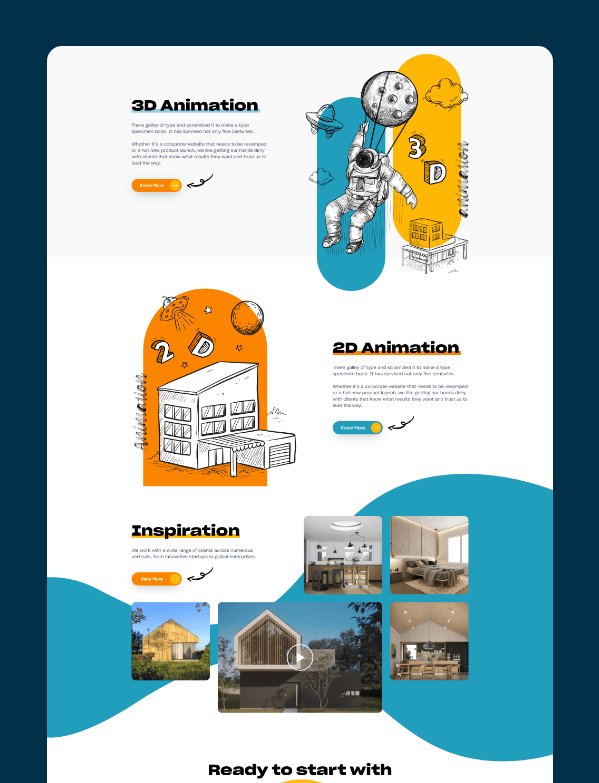 3D Animation
There galley of type and scrambled it to make a type
specimen book. It has survived not only five centuries.
Whether it's a corporate website that needs to be revamped
or a hot new product launch, we like getting our hands dirty
with clients that know what results they want and trust us to
lead the way.
Know More
3
D
Animation
2 D
Animation
2D Animation
There galley of type and scrambled it to make a type
specimen book. It has survived not only five centuries.
Whether it's a corporate website that needs to be revamped
or a hot new product launch, we like getting our hands dirty
with clients that know what results they want and trust us to
lead the way.
Know More
Inspiration
We work with a wide range of clients across numerous
verticals, from innovative startups to global enterprises.
View More
Ready to start with